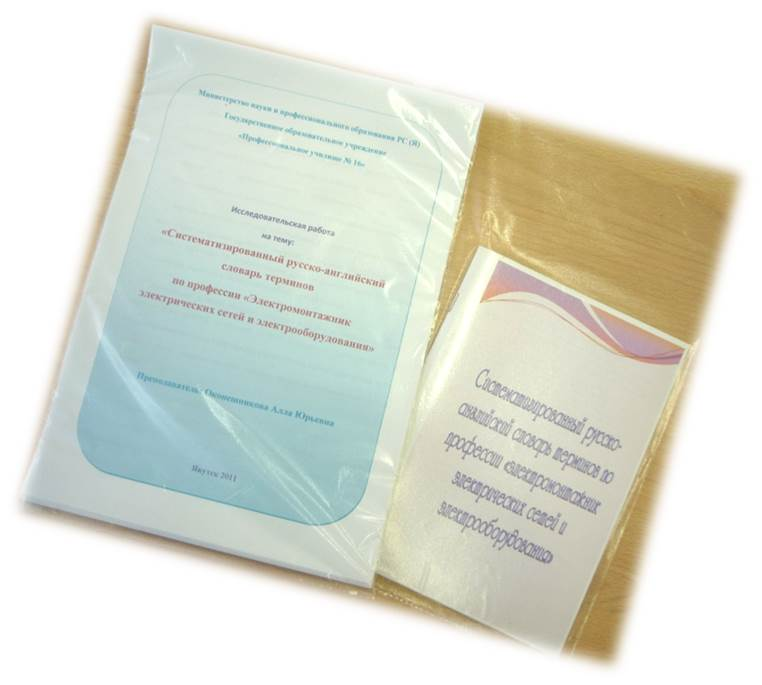 Министерство науки и профессионального образования РС (Я)
Государственное образовательное учреждение
«Профессиональное училище № 16»
Исследовательская работа
на тему:
«Систематизированный русско-английский
словарь терминов
по профессии «Электромонтажник
электрических сетей и электрооборудования»
Преподаватель: Оконешникова Алла Юрьевна
Якутск 2011
Систематизированный русско-
английский словарь терминов по
профессии «электромонтажник
электрических сетей и
электрооборудования»